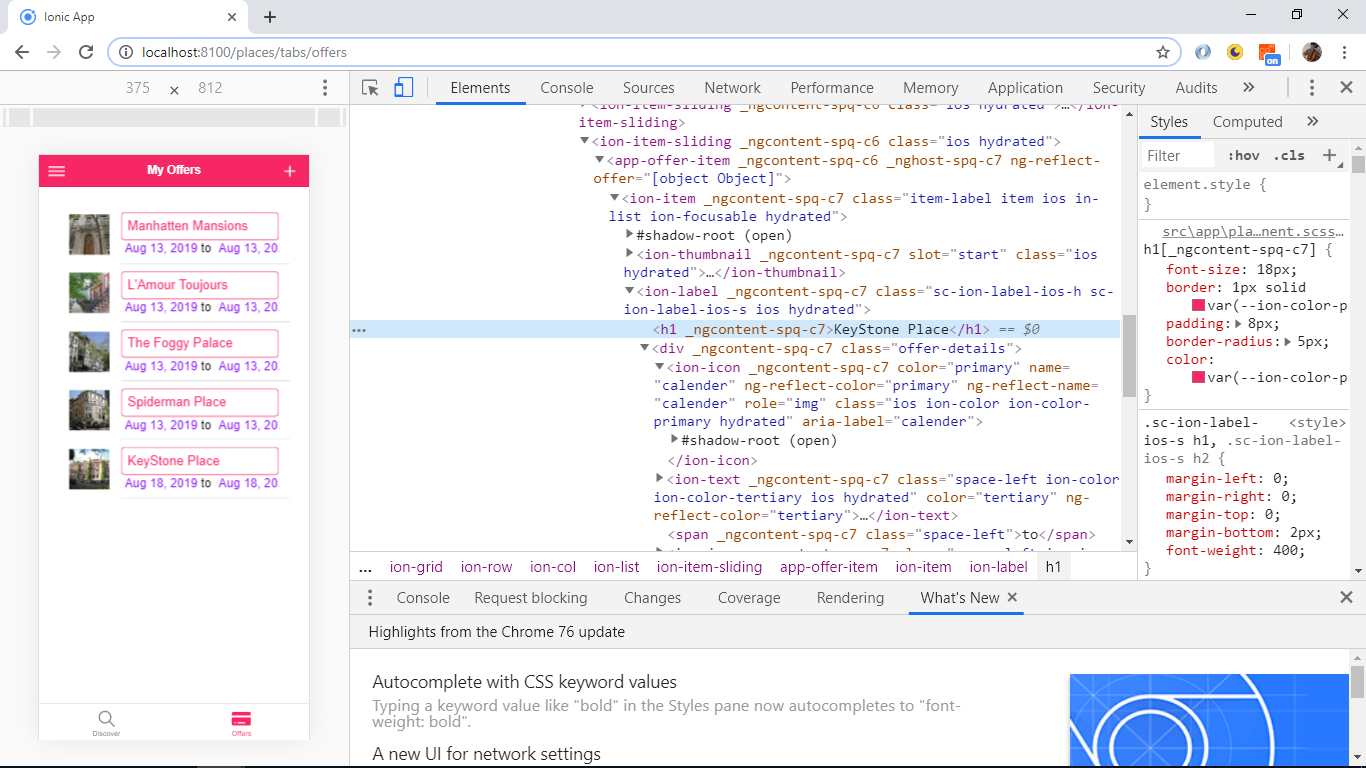 Ionic App
localhost:8100/places/tabs/offers
on
375 × 812
Elements Console Sources Network Performance Memory Application Security Audits »
My Offers
Manhatten Mansions
Aug 13, 2019 to Aug 13, 20
L'Amour Toujours
Aug 13, 2019 to Aug 13, 20
The Foggy Palace
Aug 13, 2019 to Aug 13, 20
Spiderman Place
Aug 13, 2019 to Aug 13, 20
KeyStone Place
Aug 18, 2019 to Aug 18, 20
Discover
Offers
<ion-item-sliding _ngcontent-spq-c6 class="ios hydrated">…</ion-
item-sliding>
<ion-item-sliding _ngcontent-spq-c6 class="ios hydrated">
<app-offer-item _ngcontent-spq-c6 _nghost-spq-c7 ng-reflect-
offer="[object Object]">
<ion-item _ngcontent-spq-c7 class="item-label item ios in-
list ion-focusable hydrated">
#shadow-root (open)
<ion-thumbnail _ngcontent-spq-c7 slot="start" class="ios
hydrated">…</ion-thumbnail>
<ion-label _ngcontent-spq-c7 class="sc-ion-label-ios-h sc-
ion-label-ios-s ios hydrated">
… <h1 _ngcontent-spq-c7>KeyStone Place</h1> == $0
<div _ngcontent-spq-c7 class="offer-details">
<ion-icon _ngcontent-spq-c7 color="primary" name=
"calender" ng-reflect-color="primary" ng-reflect-name=
"calender" role="img" class="ios ion-color ion-color-
primary hydrated" aria-label="calender">
#shadow-root (open)
</ion-icon>
<ion-text _ngcontent-spq-c7 class="space-left ion-color
ion-color-tertiary ios hydrated" color="tertiary" ng-
reflect-color="tertiary">…</ion-text>
<span _ngcontent-spq-c7 class="space-left">to</span>
… ion-grid ion-row ion-col ion-list ion-item-sliding app-offer-item ion-item ion-label h1
Styles Computed »
Filter :hov .cls +
element.style {
}
src\app\pla…nent.scss…
h1[_ngcontent-spq-c7] {
font-size: 18px;
border: 1px solid
var(--ion-color-p
padding: 8px;
border-radius: 5px;
color:
var(--ion-color-p
}
.sc-ion-label- <style>
ios-s h1, .sc-ion-label-
ios-s h2 {
margin-left: 0;
margin-right: 0;
margin-top: 0;
margin-bottom: 2px;
font-weight: 400;
}
Console Request blocking Changes Coverage Rendering What's New ×
Highlights from the Chrome 76 update
Autocomplete with CSS keyword values
Typing a keyword value like "bold" in the Styles pane now autocompletes to "font-
weight: bold".
A new UI for network settings